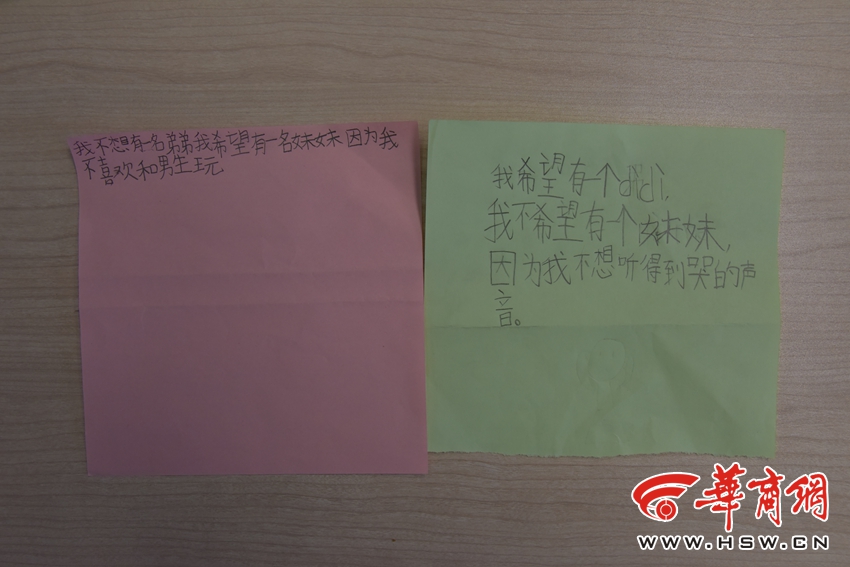 我不想有一名弟弟我希望有一名妹妹因为我
不喜欢和男生玩
我希望有一个didi,
我不希望有一个妹妹,
因为我不想听得到哭的声
音。
華商網
WWW.HSW.CN